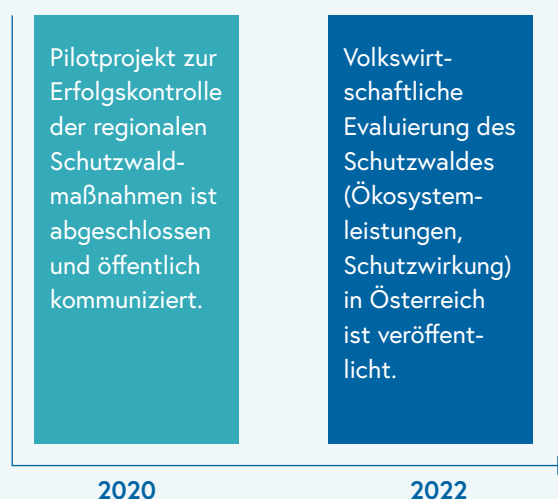 Pilotprojekt zur
Erfolgskontrolle
der regionalen
Schutzwald-
maßnahmen ist
abgeschlossen
und öffentlich
kommuniziert.
Volkswirt-
schaftliche
Evaluierung des
Schutzwaldes
(Ökosystem-
leistungen,
Schutzwirkung)
in Österreich
ist veröffent-
licht.
2020
2022